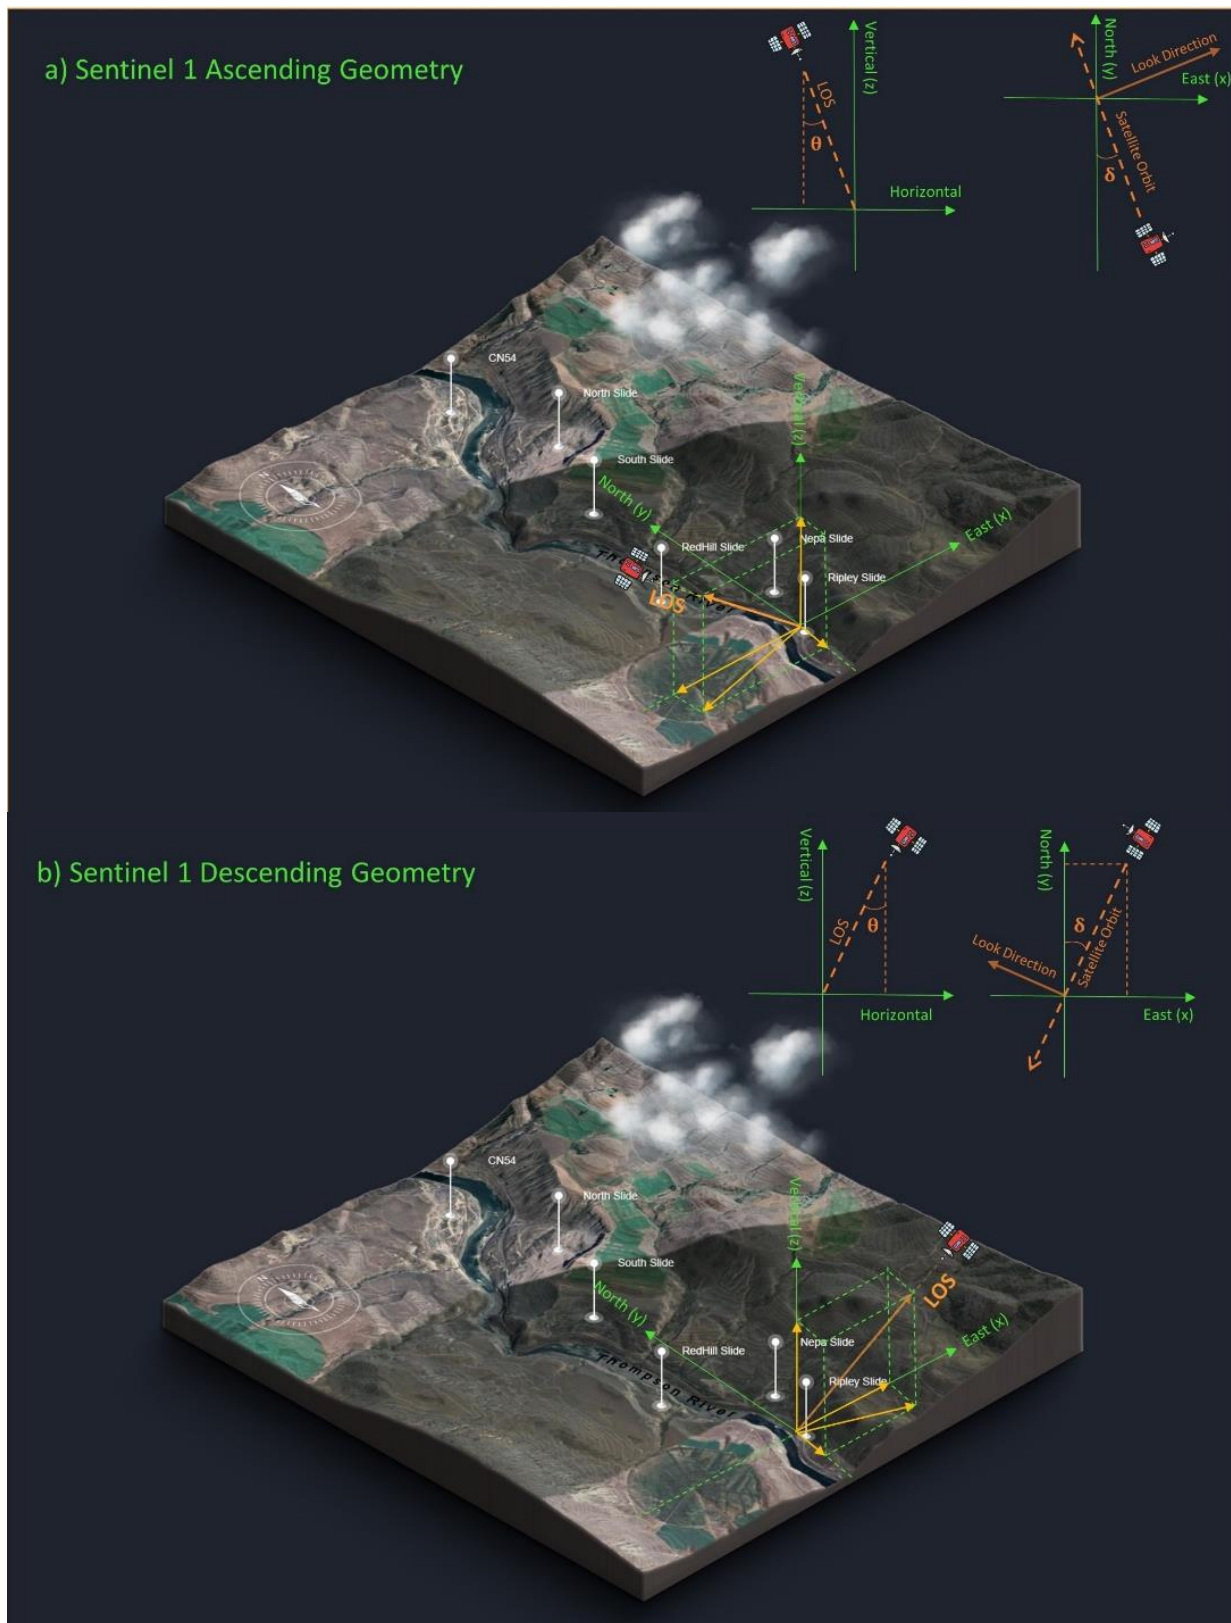 a) Sentinel 1 Ascending Geometry
Vertical (z)
LOS
θ
Horizontal
North (y)
Look Direction
East (x)
Satellite Orbit
δ
CN54
North Slide
South Slide
Vertical (z)
North (y)
East (x)
N
RedHill Slide
Nepa Slide
Ripley Slide
Thompson River
LOS
b) Sentinel 1 Descending Geometry
Vertical (z)
LOS
θ
Horizontal
North (y)
δ
Look Direction
Satellite Orbit
East (x)
CN54
North Slide
South Slide
Vertical (z)
LOS
N
North (y)
East (x)
RedHill Slide
Nepa Slide
Ripley Slide
Thompson River